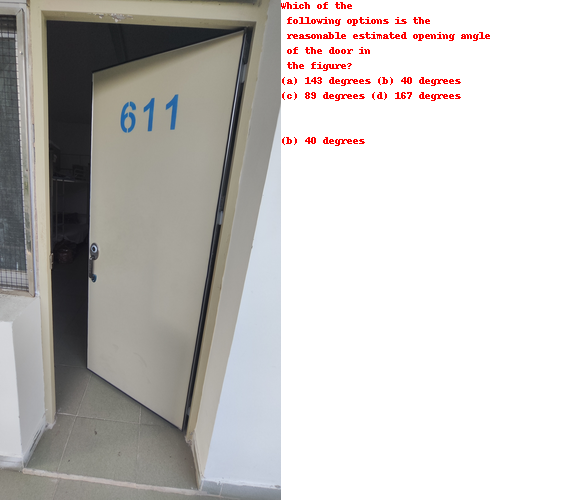 611
Which of the
following options is the
reasonable estimated opening angle
of the door in
the figure?
(a) 143 degrees (b) 40 degrees
(c) 89 degrees (d) 167 degrees
(b) 40 degrees